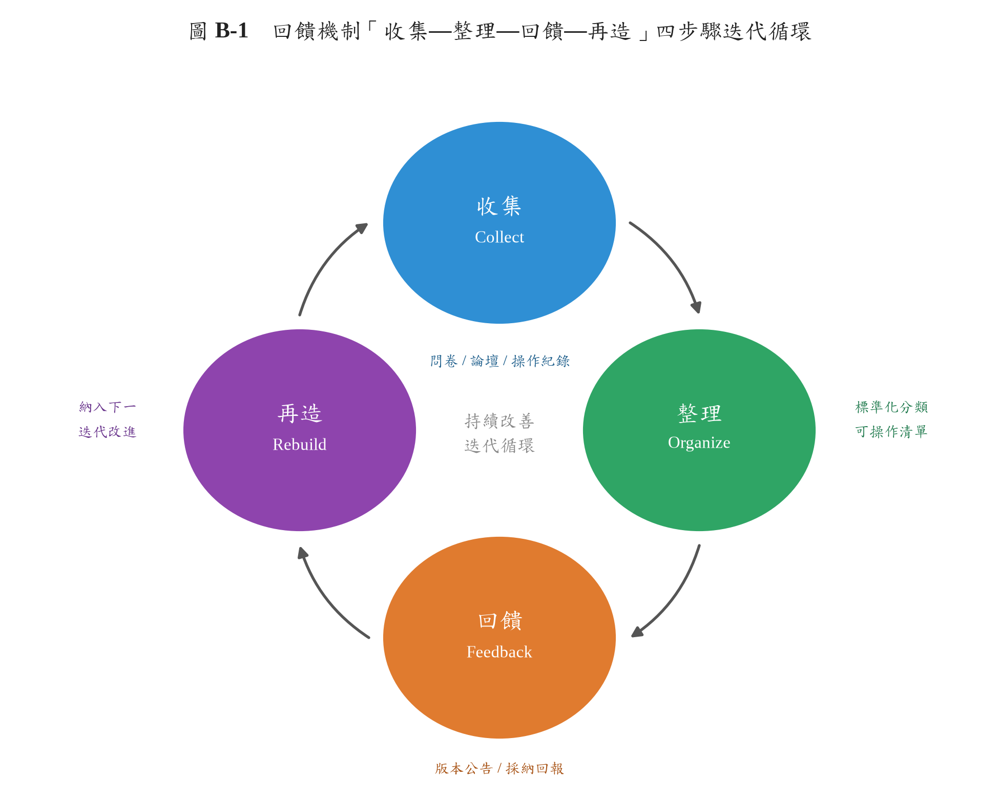 圖 B-1　回饋機制「收集—整理—回饋—再造」四步驟迭代循環
收集
Collect
問卷 / 論壇 / 操作紀錄
納入下一
迭代改進
再造
Rebuild
持續改善
迭代循環
整理
Organize
標準化分類
可操作清單
回饋
Feedback
版本公告 / 採納回報